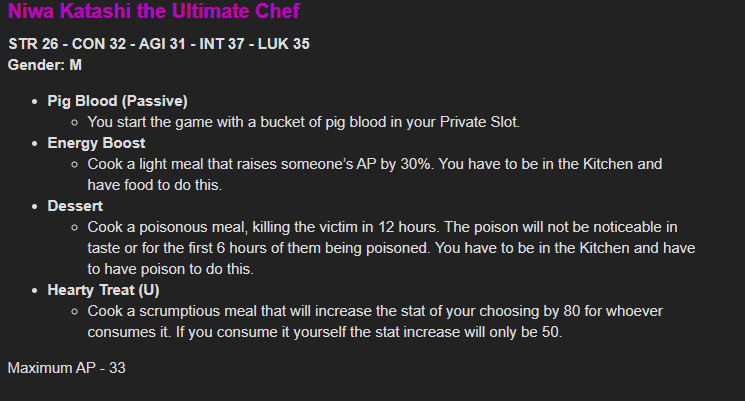 Niwa Katashi the Ultimate Chef
STR 26 - CON 32 - AGI 31 - INT 37 - LUK 35
Gender: M
• Pig Blood (Passive)
○ You start the game with a bucket of pig blood in your Private Slot.
• Energy Boost
○ Cook a light meal that raises someone's AP by 30%. You have to be in the Kitchen and
have food to do this.
• Dessert
○ Cook a poisonous meal, killing the victim in 12 hours. The poison will not be noticeable in
taste or for the first 6 hours of them being poisoned. You have to be in the Kitchen and have
to have poison to do this.
• Hearty Treat (U)
○ Cook a scrumptious meal that will increase the stat of your choosing by 80 for whoever
consumes it. If you consume it yourself the stat increase will only be 50.
Maximum AP - 33